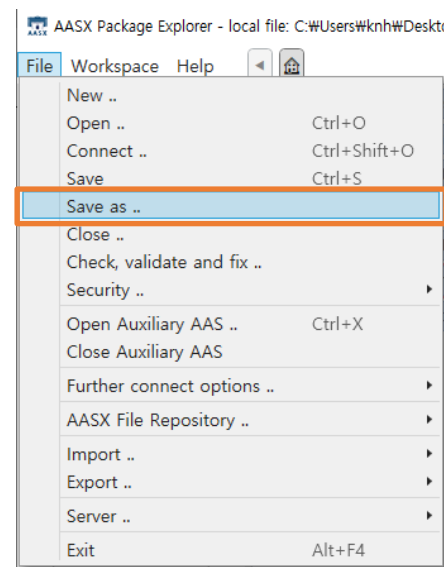 AASX Package Explorer - local file: C:₩Users₩knh₩Deskt
File Workspace Help
New ..
Open .. Ctrl+O
Connect .. Ctrl+Shift+O
Save Ctrl+S
Save as ..
Close ..
Check, validate and fix ..
Security ..
Open Auxiliary AAS .. Ctrl+X
Close Auxiliary AAS
Further connect options ..
AASX File Repository ..
Import ..
Export ..
Server ..
Exit Alt+F4